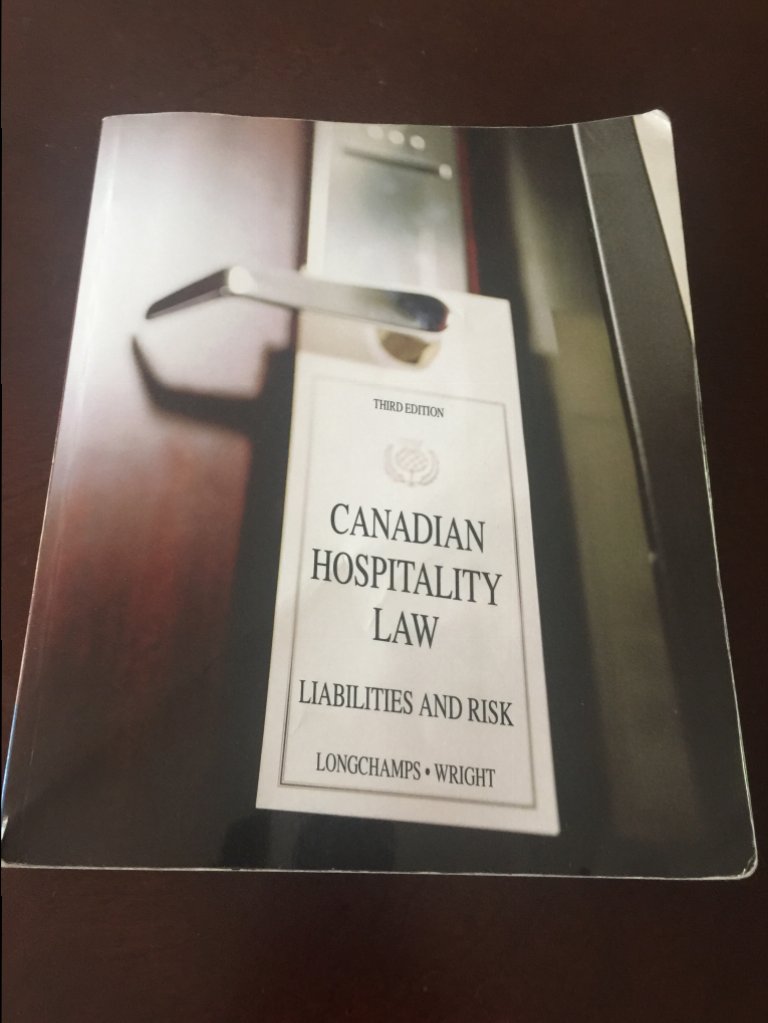 THIRD EDITION
CANADIAN
HOSPITALITY
LAW
LIABILITIES AND RISK
LONGCHAMPS • WRIGHT